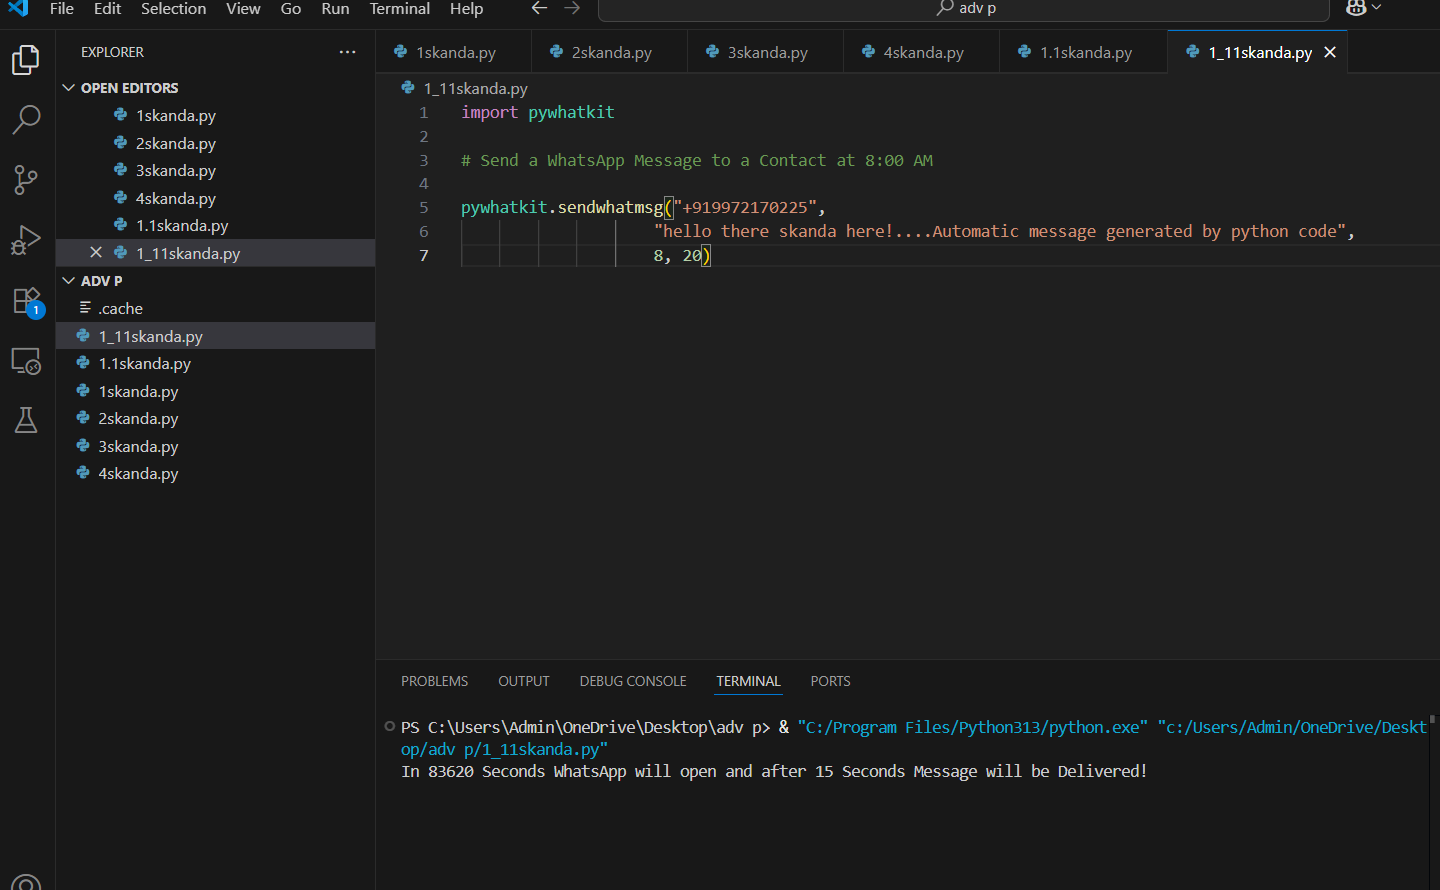 File Edit Selection View Go Run Terminal Help adv p
EXPLORER
OPEN EDITORS
1skanda.py
2skanda.py
3skanda.py
4skanda.py
1.1skanda.py
1_11skanda.py
ADV P
.cache
1_11skanda.py
1.1skanda.py
1skanda.py
2skanda.py
3skanda.py
4skanda.py
1
1skanda.py 2skanda.py 3skanda.py 4skanda.py 1.1skanda.py 1_11skanda.py
1_11skanda.py
1 import pywhatkit
2
3 # Send a WhatsApp Message to a Contact at 8:00 AM
4
5 pywhatkit.sendwhatmsg("+919972170225",
6 "hello there skanda here!....Automatic message generated by python code",
7 8, 20)
PROBLEMS OUTPUT DEBUG CONSOLE TERMINAL PORTS
PS C:\Users\Admin\OneDrive\Desktop\adv p> & "C:/Program Files/Python313/python.exe" "c:/Users/Admin/OneDrive/Deskt
op/adv p/1_11skanda.py"
In 83620 Seconds WhatsApp will open and after 15 Seconds Message will be Delivered!